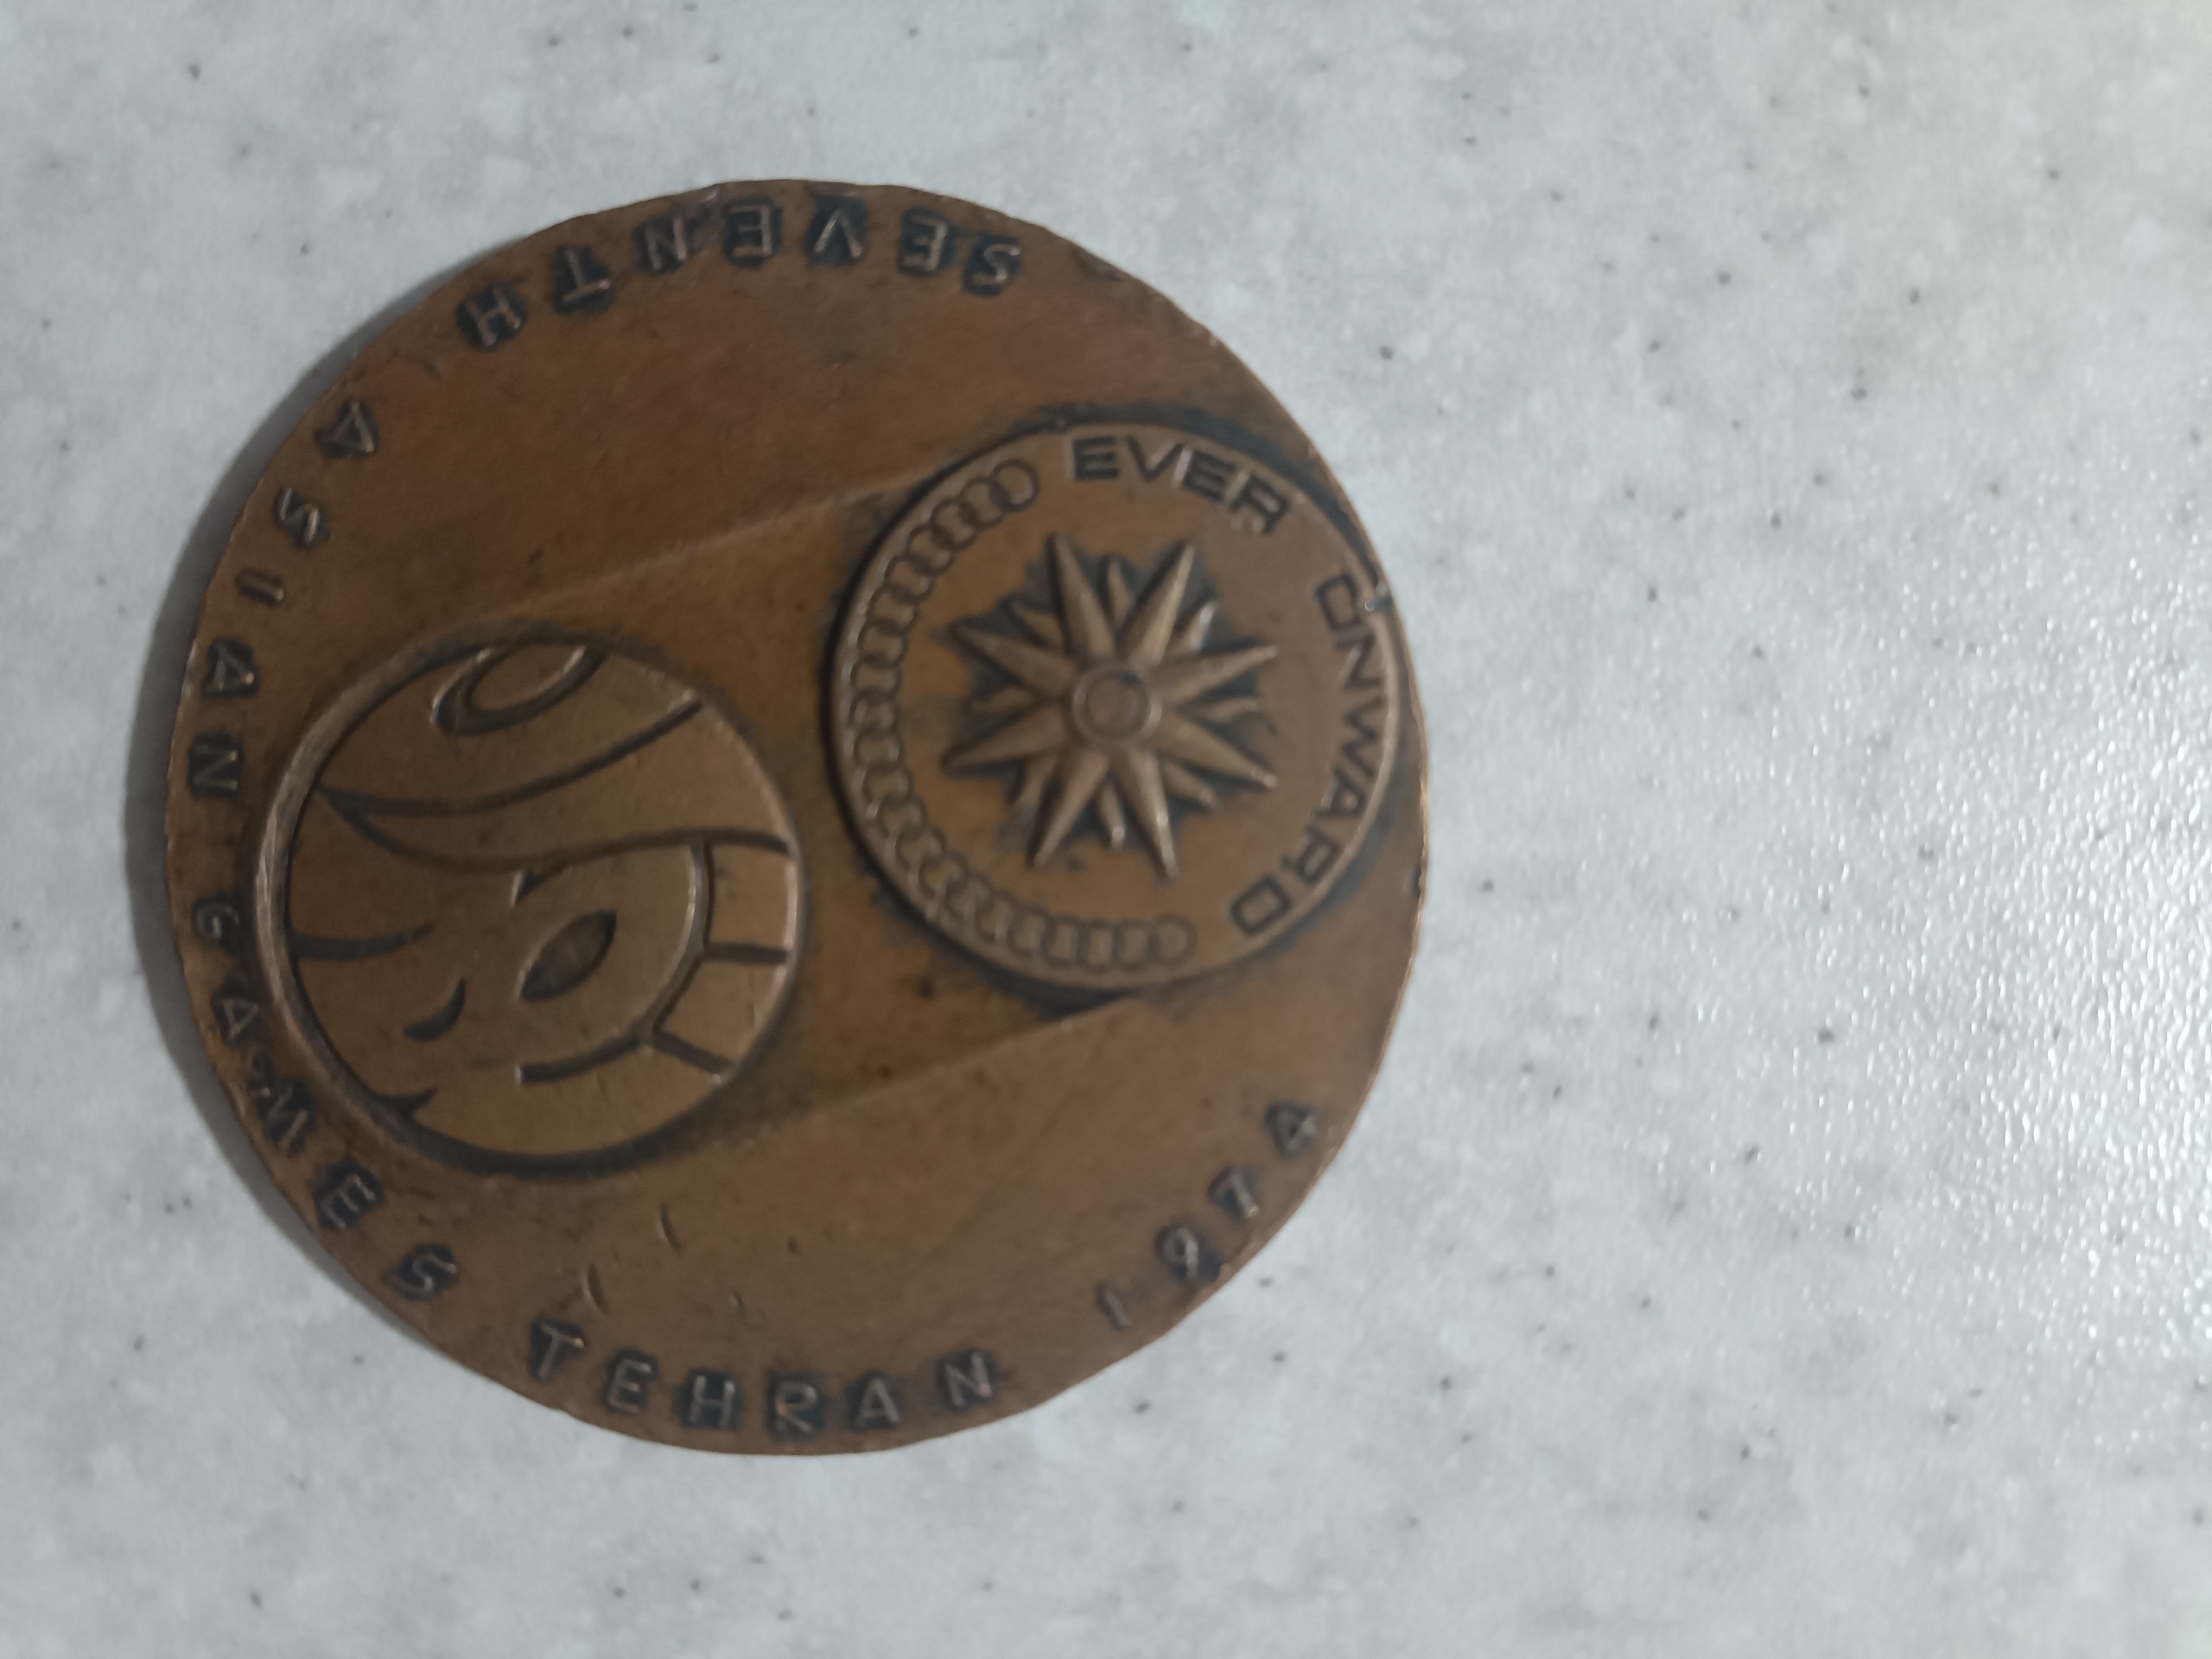 SEVENTH ASIAN GAMES TEHRAN 1974
EVER ONWARD